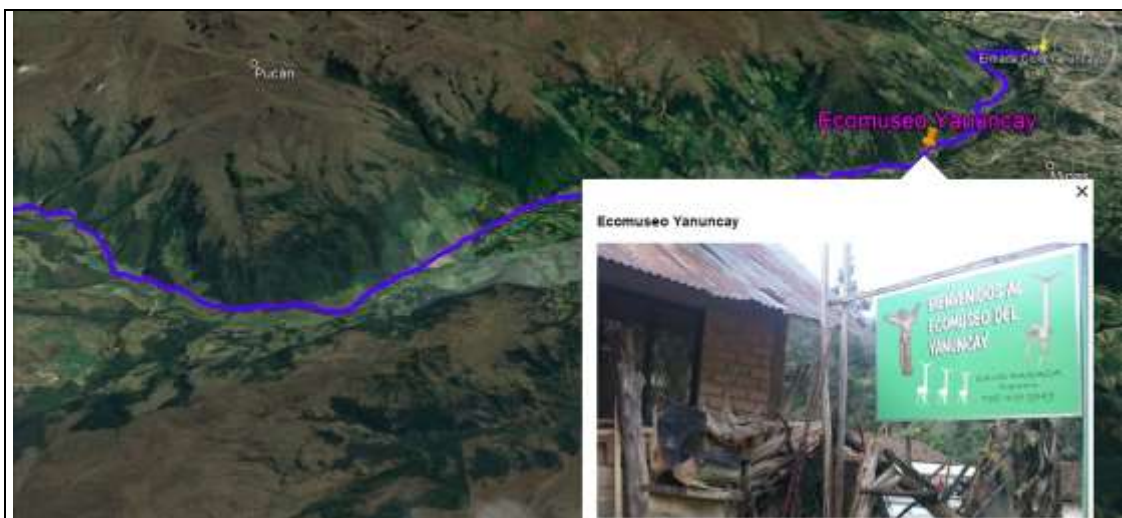 Pucán
Ecomuseo Yanuncay
Ecomuseo Yanuncay
BIENVENIDOS AL
ECOMUSEO DEL
YANUNCAY